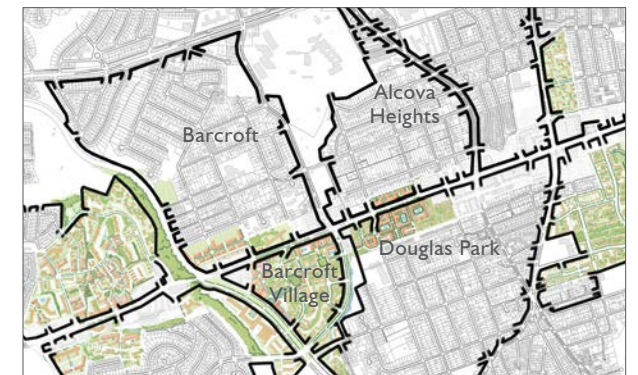 Alcova
Heights
Barcroft
Douglas Park
Barcroft
Village